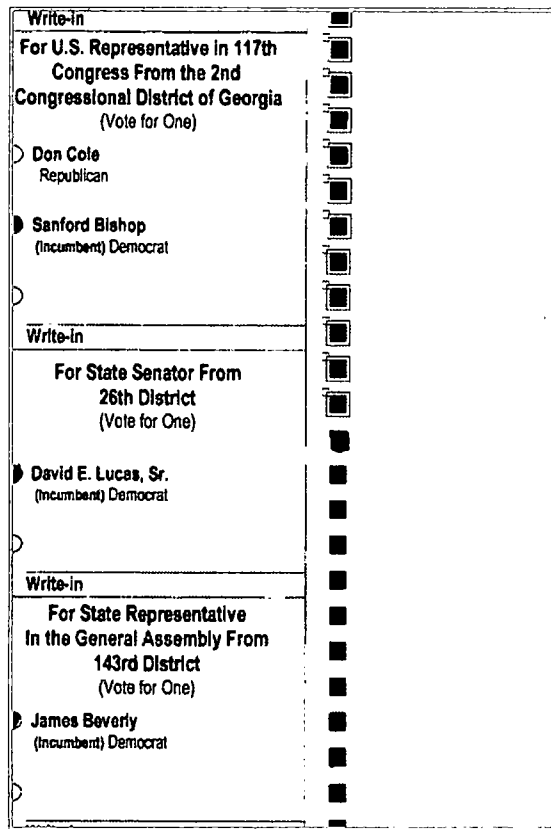 Write-in
For U.S. Representative in 117th
Congress From the 2nd
Congressional District of Georgia
(Vote for One)
Don Cole
Republican
Sanford Bishop
(Incumbent) Democrat
Write-in
For State Senator From
26th District
(Vote for One)
David E. Lucas, Sr.
(Incumbent) Democrat
Write-in
For State Representative
In the General Assembly From
143rd District
(Vote for One)
James Beverly
(Incumbent) Democrat